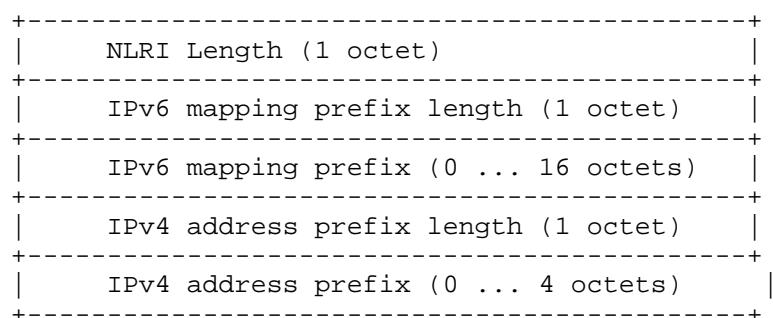 +---------------------------------------------+
|     NLRI Length (1 octet)                   |
+---------------------------------------------+
|     IPv6 mapping prefix length (1 octet)    |
+---------------------------------------------+
|     IPv6 mapping prefix (0 ... 16 octets)   |
+---------------------------------------------+
|     IPv4 address prefix length (1 octet)    |
+---------------------------------------------+
|     IPv4 address prefix (0 ... 4 octets)     |
+---------------------------------------------+